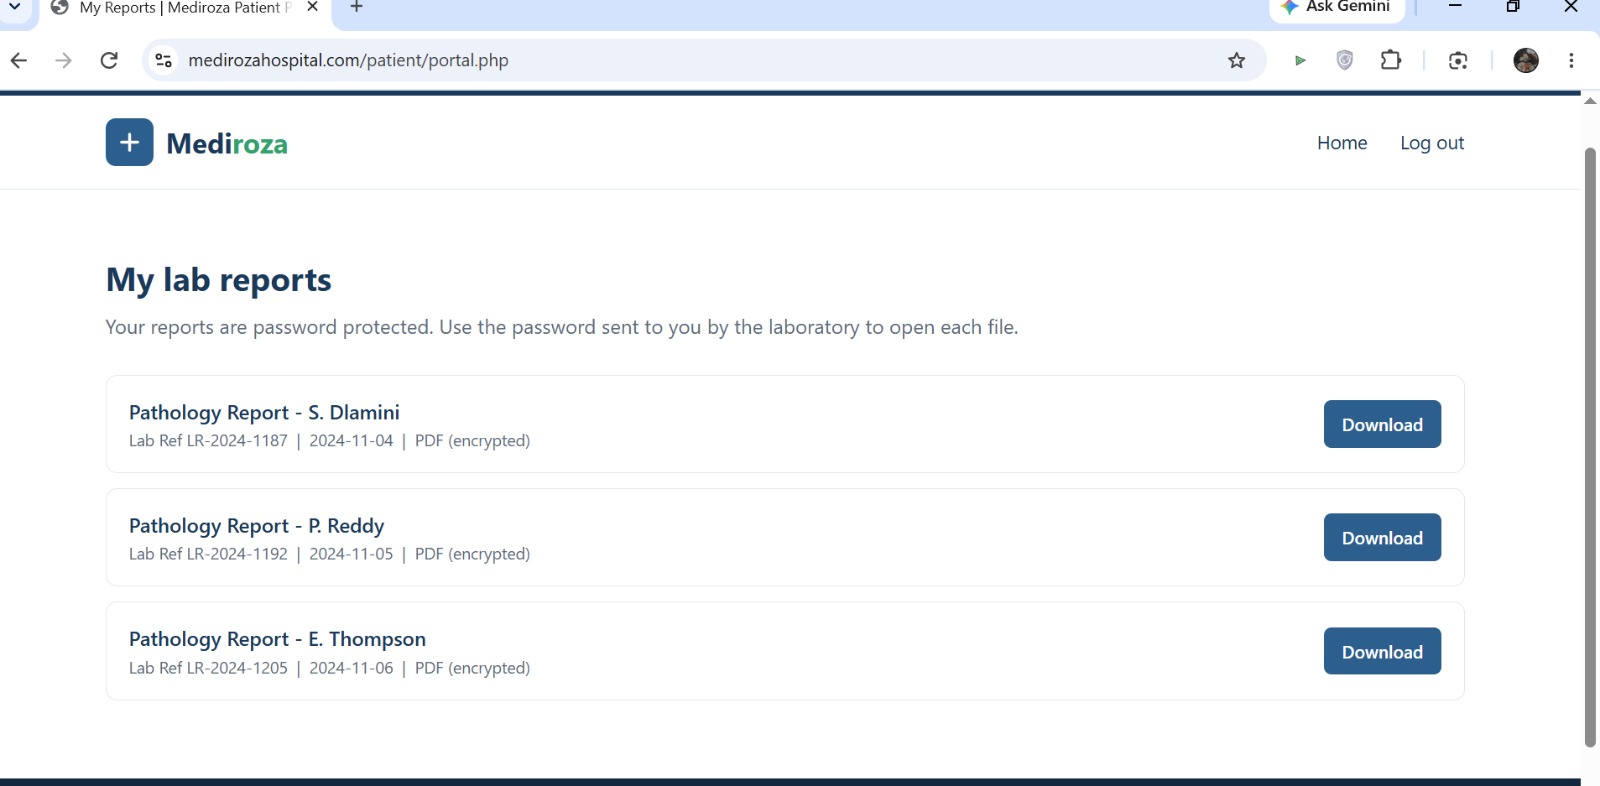 My Reports | Mediroza Patient P
Ask Gemini
medirozahospital.com/patient/portal.php
Mediroza
Home
Log out
My lab reports
Your reports are password protected. Use the password sent to you by the laboratory to open each file.
Pathology Report - S. Dlamini
Lab Ref LR-2024-1187 | 2024-11-04 | PDF (encrypted)
Download
Pathology Report - P. Reddy
Lab Ref LR-2024-1192 | 2024-11-05 | PDF (encrypted)
Download
Pathology Report - E. Thompson
Lab Ref LR-2024-1205 | 2024-11-06 | PDF (encrypted)
Download